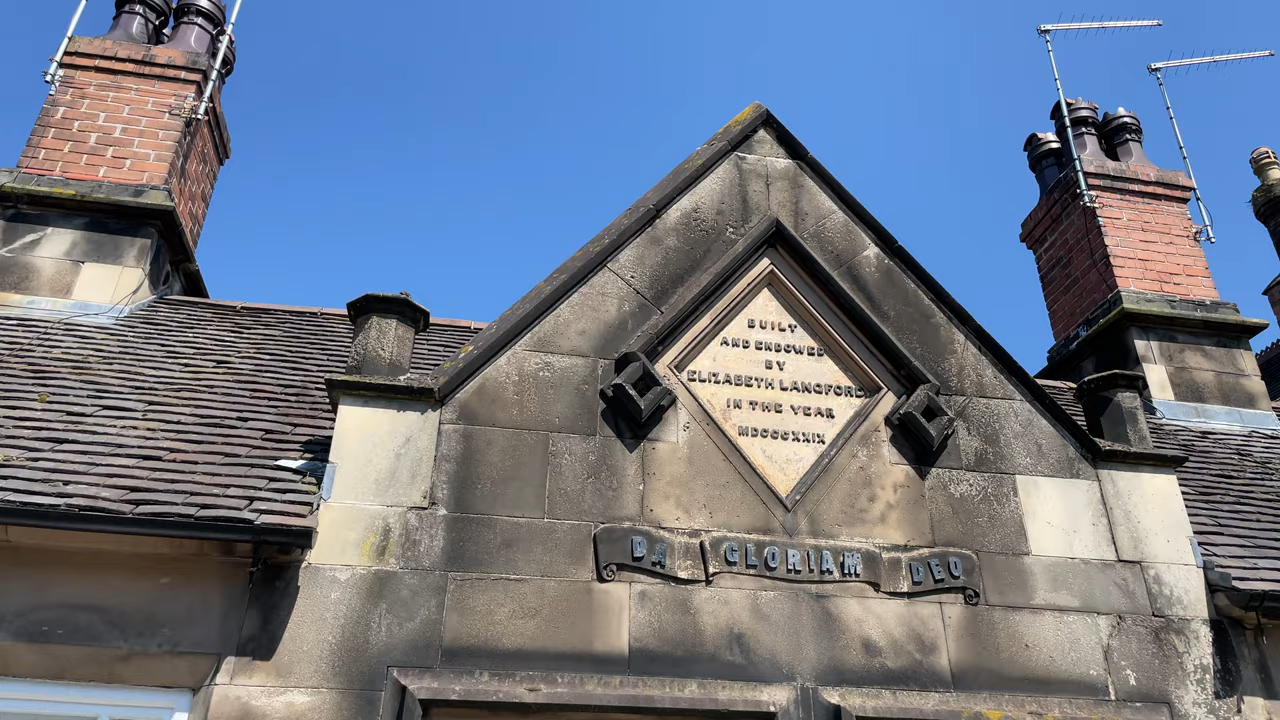 BUILT
AND ENDOWED
BY
ELIZABETH LANGFORD
IN THE YEAR
MDCCCXXIX
DA GLORIAM DEO